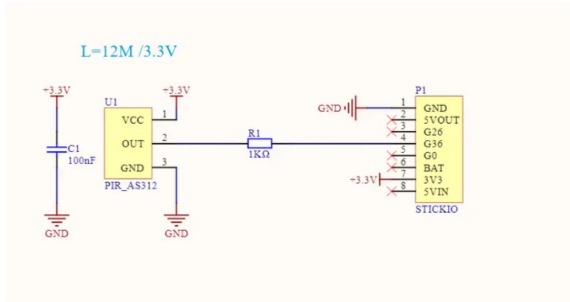 L=12M /3.3V
+3.3V
C1
100nF
GND
+3.3V
U1
VCC 1
OUT 2
GND 3
PIR_AS312
GND
R1
1KΩ
P1
GND 1 GND
2 5VOUT
3 G26
4 G36
5 G0
6 BAT
+3.3V 7 3V3
8 5VIN
STICKIO